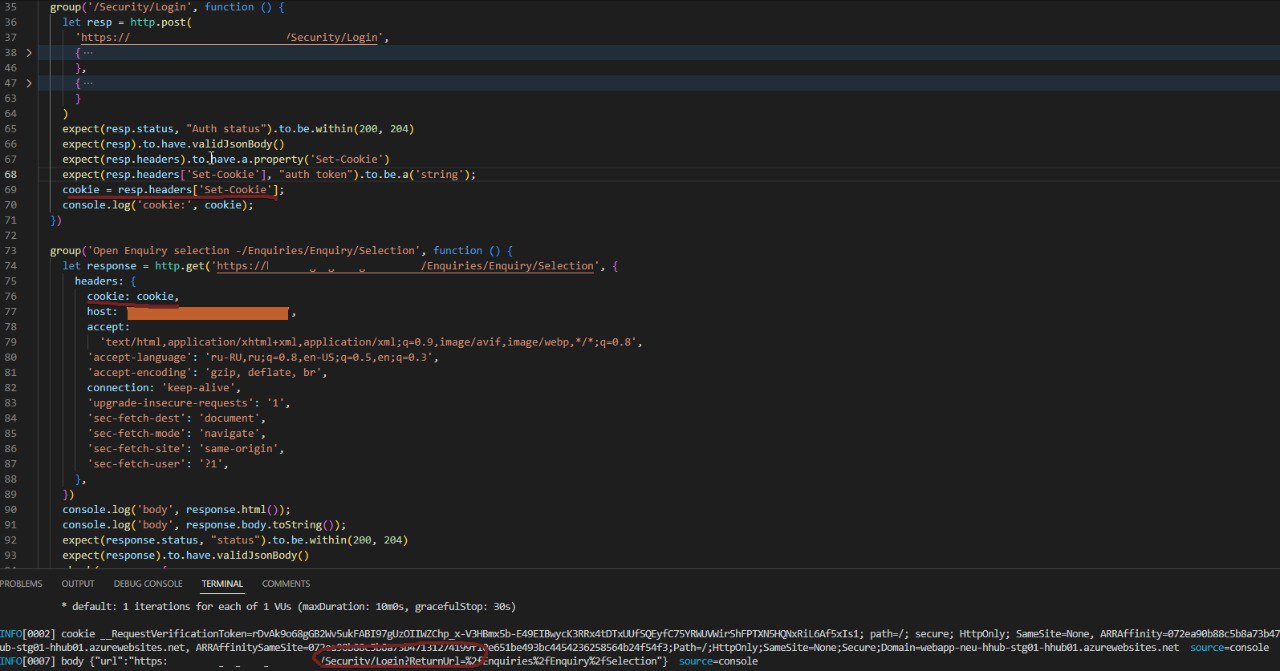 35 group('/Security/Login', function () {
36 let resp = http.post(
37 'https:// /Security/Login',
38 > { ...
46 },
47 > { ...
63 }
64 )
65 expect(resp.status, "Auth status").to.be.within(200, 204)
66 expect(resp).to.have.validJsonBody()
67 expect(resp.headers).to.have.a.property('Set-Cookie')
68 expect(resp.headers['Set-Cookie'], "auth token").to.be.a('string');
69 cookie = resp.headers['Set-Cookie'];
70 console.log('cookie:', cookie);
71 })
72
73 group('Open Enquiry selection -/Enquiries/Enquiry/Selection', function () {
74 let response = http.get('https:// /Enquiries/Enquiry/Selection', {
75 headers: {
76 cookie: cookie,
77 host: ,
78 accept:
79 'text/html,application/xhtml+xml,application/xml;q=0.9,image/avif,image/webp,*/*;q=0.8',
80 'accept-language': 'ru-RU,ru;q=0.8,en-US;q=0.5,en;q=0.3',
81 'accept-encoding': 'gzip, deflate, br',
82 connection: 'keep-alive',
83 'upgrade-insecure-requests': '1',
84 'sec-fetch-dest': 'document',
85 'sec-fetch-mode': 'navigate',
86 'sec-fetch-site': 'same-origin',
87 'sec-fetch-user': '?1',
88 },
89 })
90 console.log('body', response.html());
91 console.log('body', response.body.toString());
92 expect(response.status, "status").to.be.within(200, 204)
93 expect(response).to.have.validJsonBody()
PROBLEMS OUTPUT DEBUG CONSOLE TERMINAL COMMENTS
* default: 1 iterations for each of 1 VUs (maxDuration: 10m0s, gracefulStop: 30s)
INFO[0002] cookie __RequestVerificationToken=rDvAk9o68gGB2Wv5ukFABI97gUzOIIWZChp_x-V3HBmx5b-E49EIBwycK3RRx4tDTxUUf5QEyfC75YRWUVWirShFPTXN5HQNxRiL6Af5xIs1; path=/; secure; HttpOnly; SameSite=None, ARRAffinity=072ea90b88c5b8a73b47
ub-stg01-hhub01.azurewebsites.net, ARRAffinitySameSite= ;Path=/;HttpOnly;SameSite=None;Secure;Domain=webapp-neu-hhub-stg01-hhub01.azurewebsites.net source=console
INFO[0007] body {"url":"https: /Security/Login?ReturnUrl=%2fEnquiries%2fEnquiry%2fSelection"} source=console